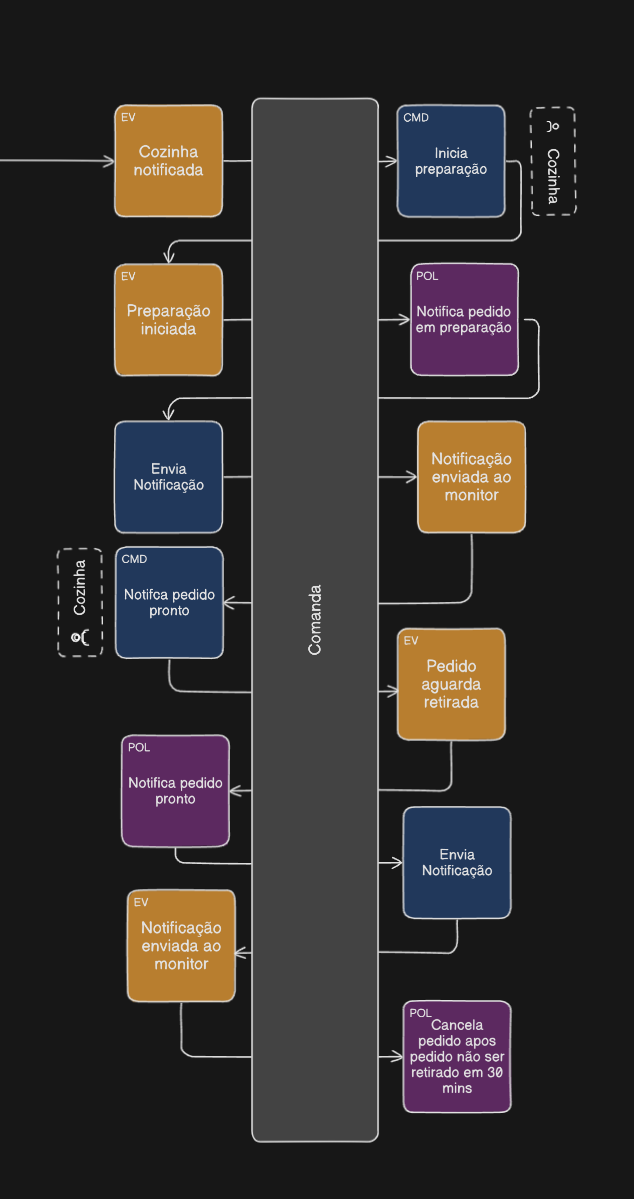 EV
Cozinha
notificada
CMD
Inicia
preparação
Cozinha
EV
Preparação
iniciada
POL
Notifica pedido
em preparação
Envia
Notificação
Notificação
enviada ao
monitor
Cozinha
CMD
Notifca pedido
pronto
Comanda
EV
Pedido
aguarda
retirada
POL
Notifica pedido
pronto
Envia
Notificação
EV
Notificação
enviada ao
monitor
POL
Cancela
pedido apos
pedido não ser
retirado em 30
mins